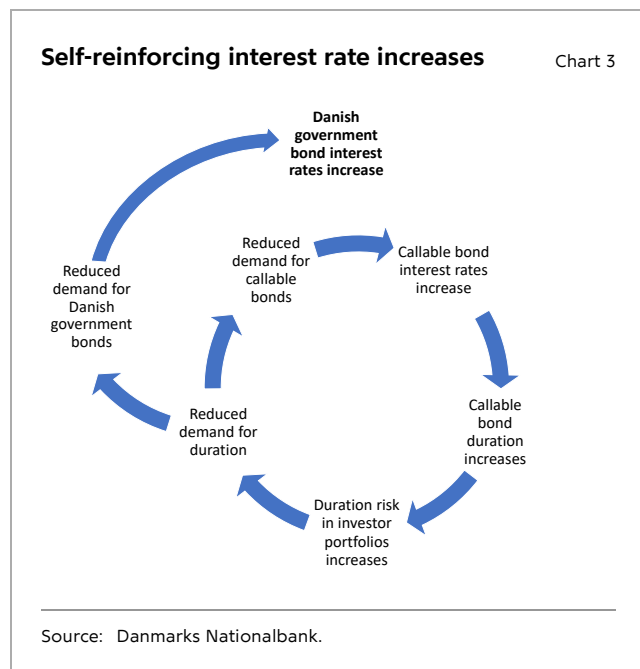 Self-reinforcing interest rate increases
Chart 3
Danish
government
bond interest
rates increase
Reduced
demand for
callable
bonds
Callable bond
interest rates
increase
Reduced
demand for
Danish
government
bonds
Reduced
demand for
duration
Callable
bond
duration
increases
Duration risk
in investor
portfolios
increases
Source: Danmarks Nationalbank.